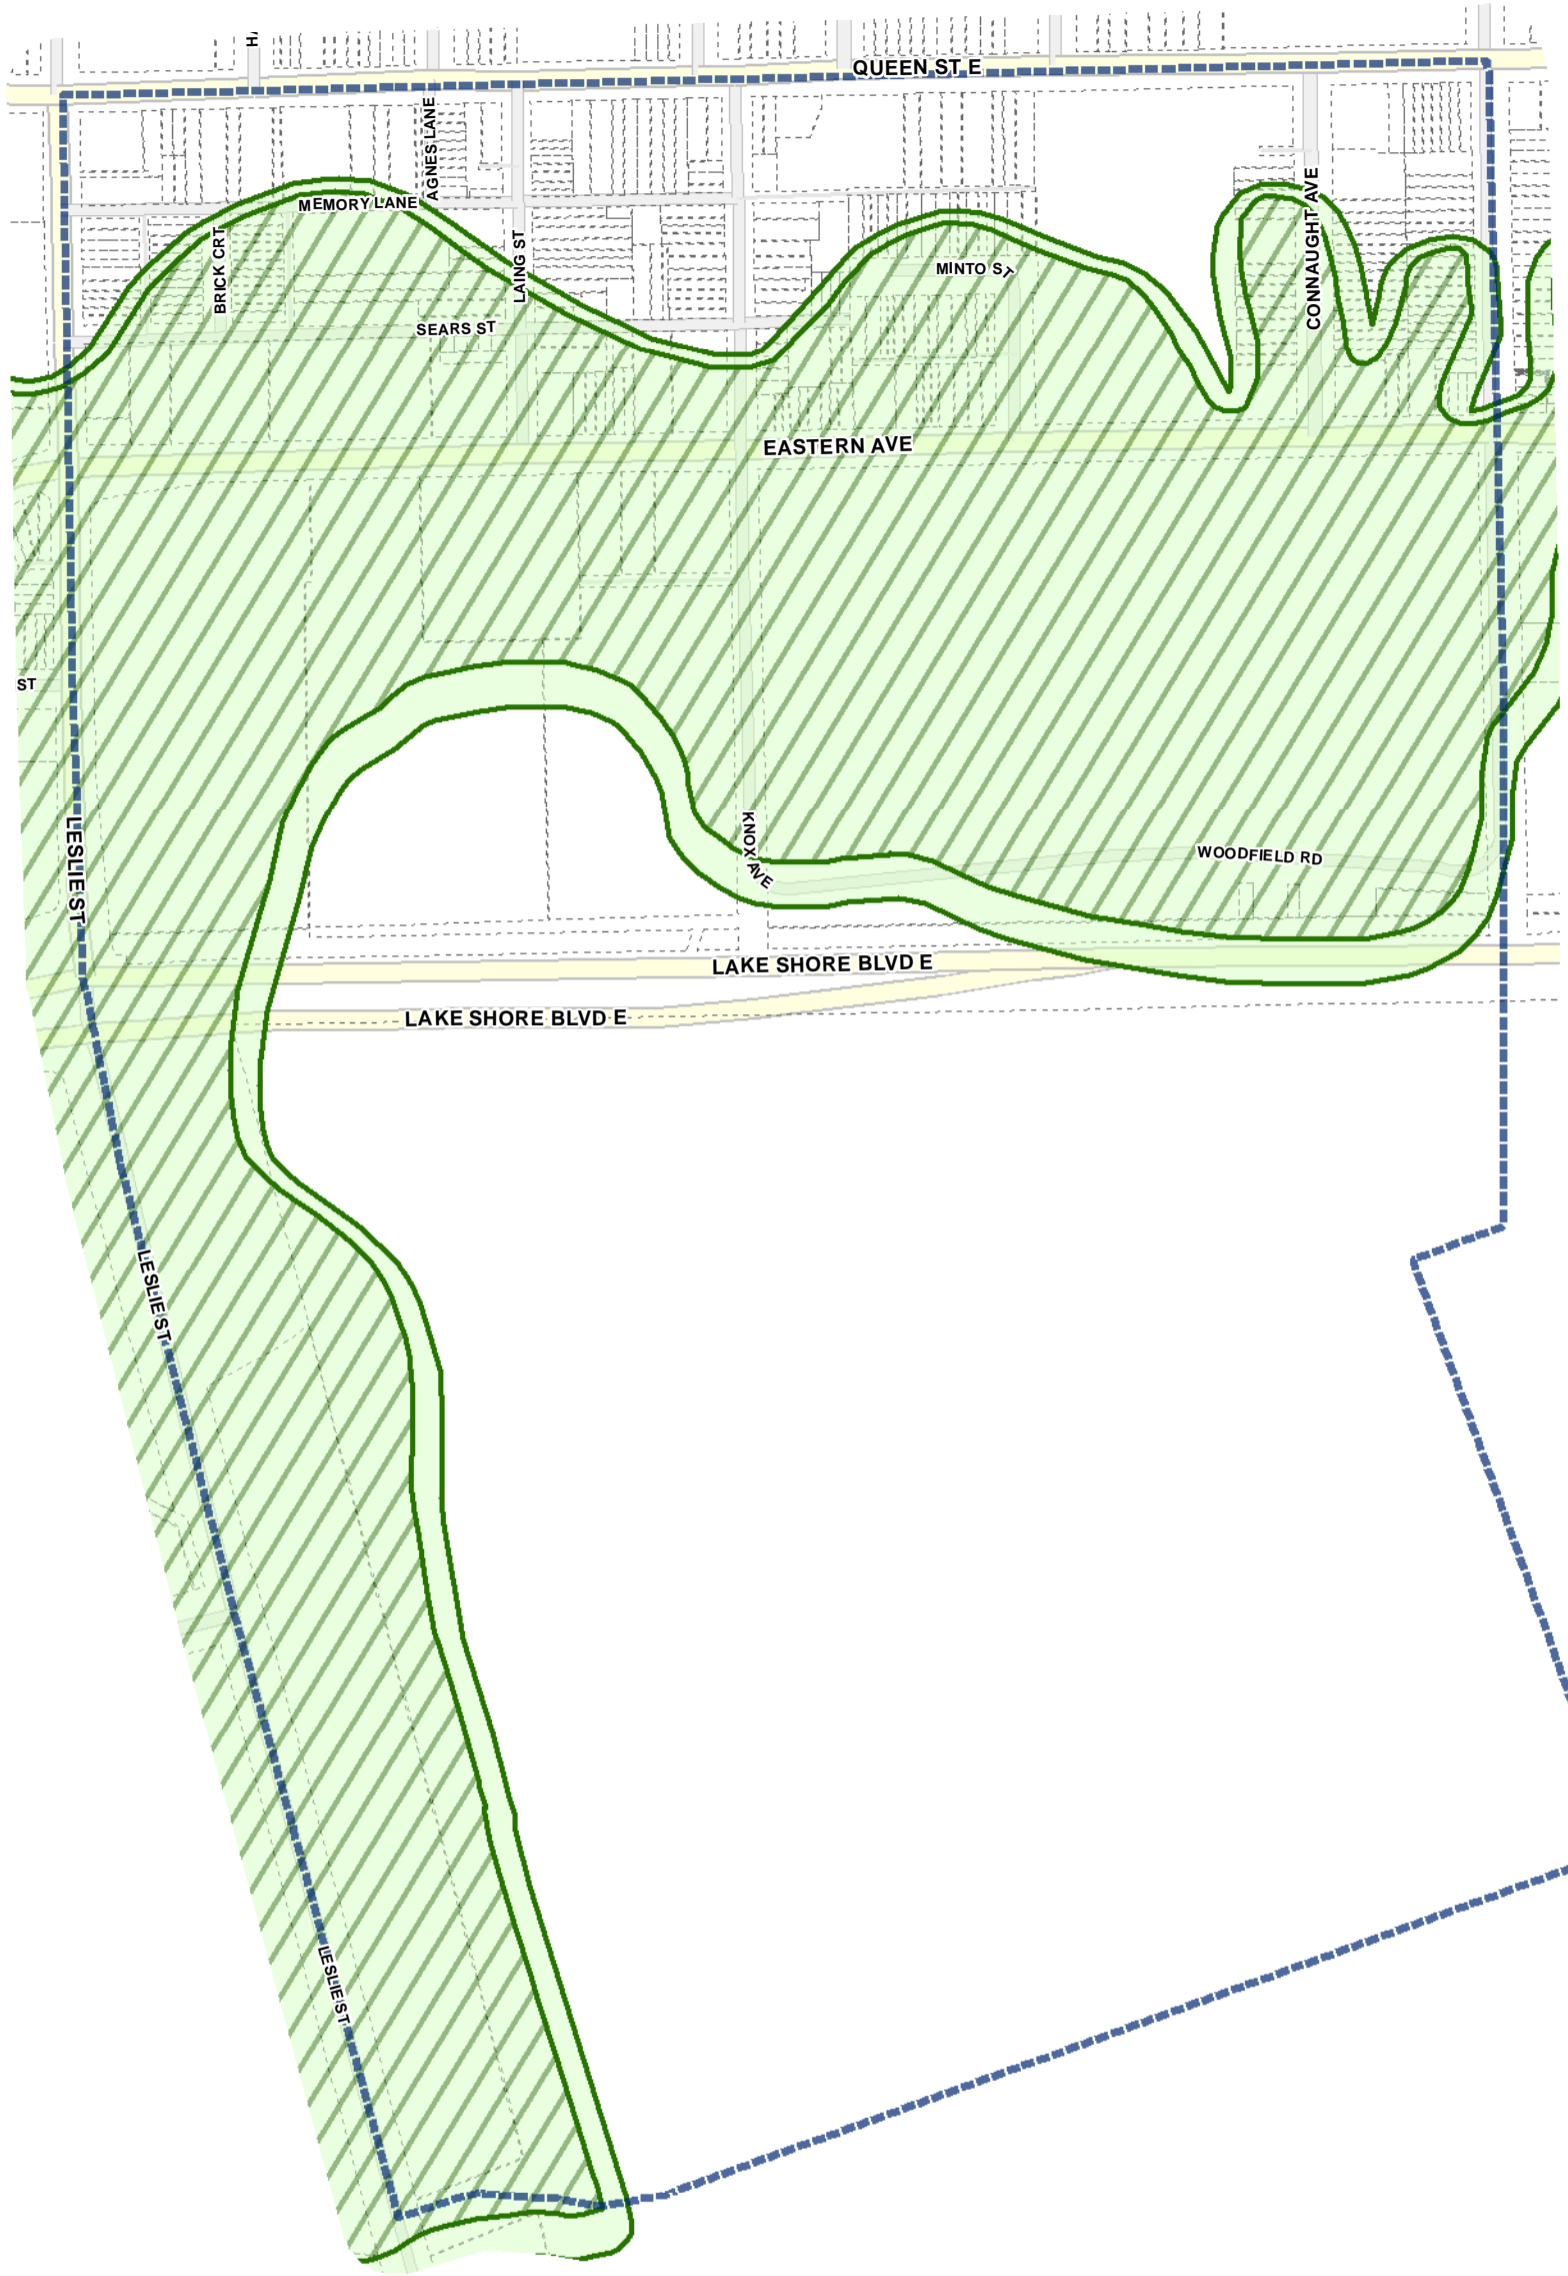 QUEEN ST E
AGNES LANE
MEMORY LANE
CONNAUGHT AVE
BRICK CRT
LAING ST
MINTO ST
SEARS ST
EASTERN AVE
ST
LESLIE ST
KNOX AVE
WOODFIELD RD
LAKE SHORE BLVD E
LAKE SHORE BLVD E
LESLIE ST
LESLIE ST